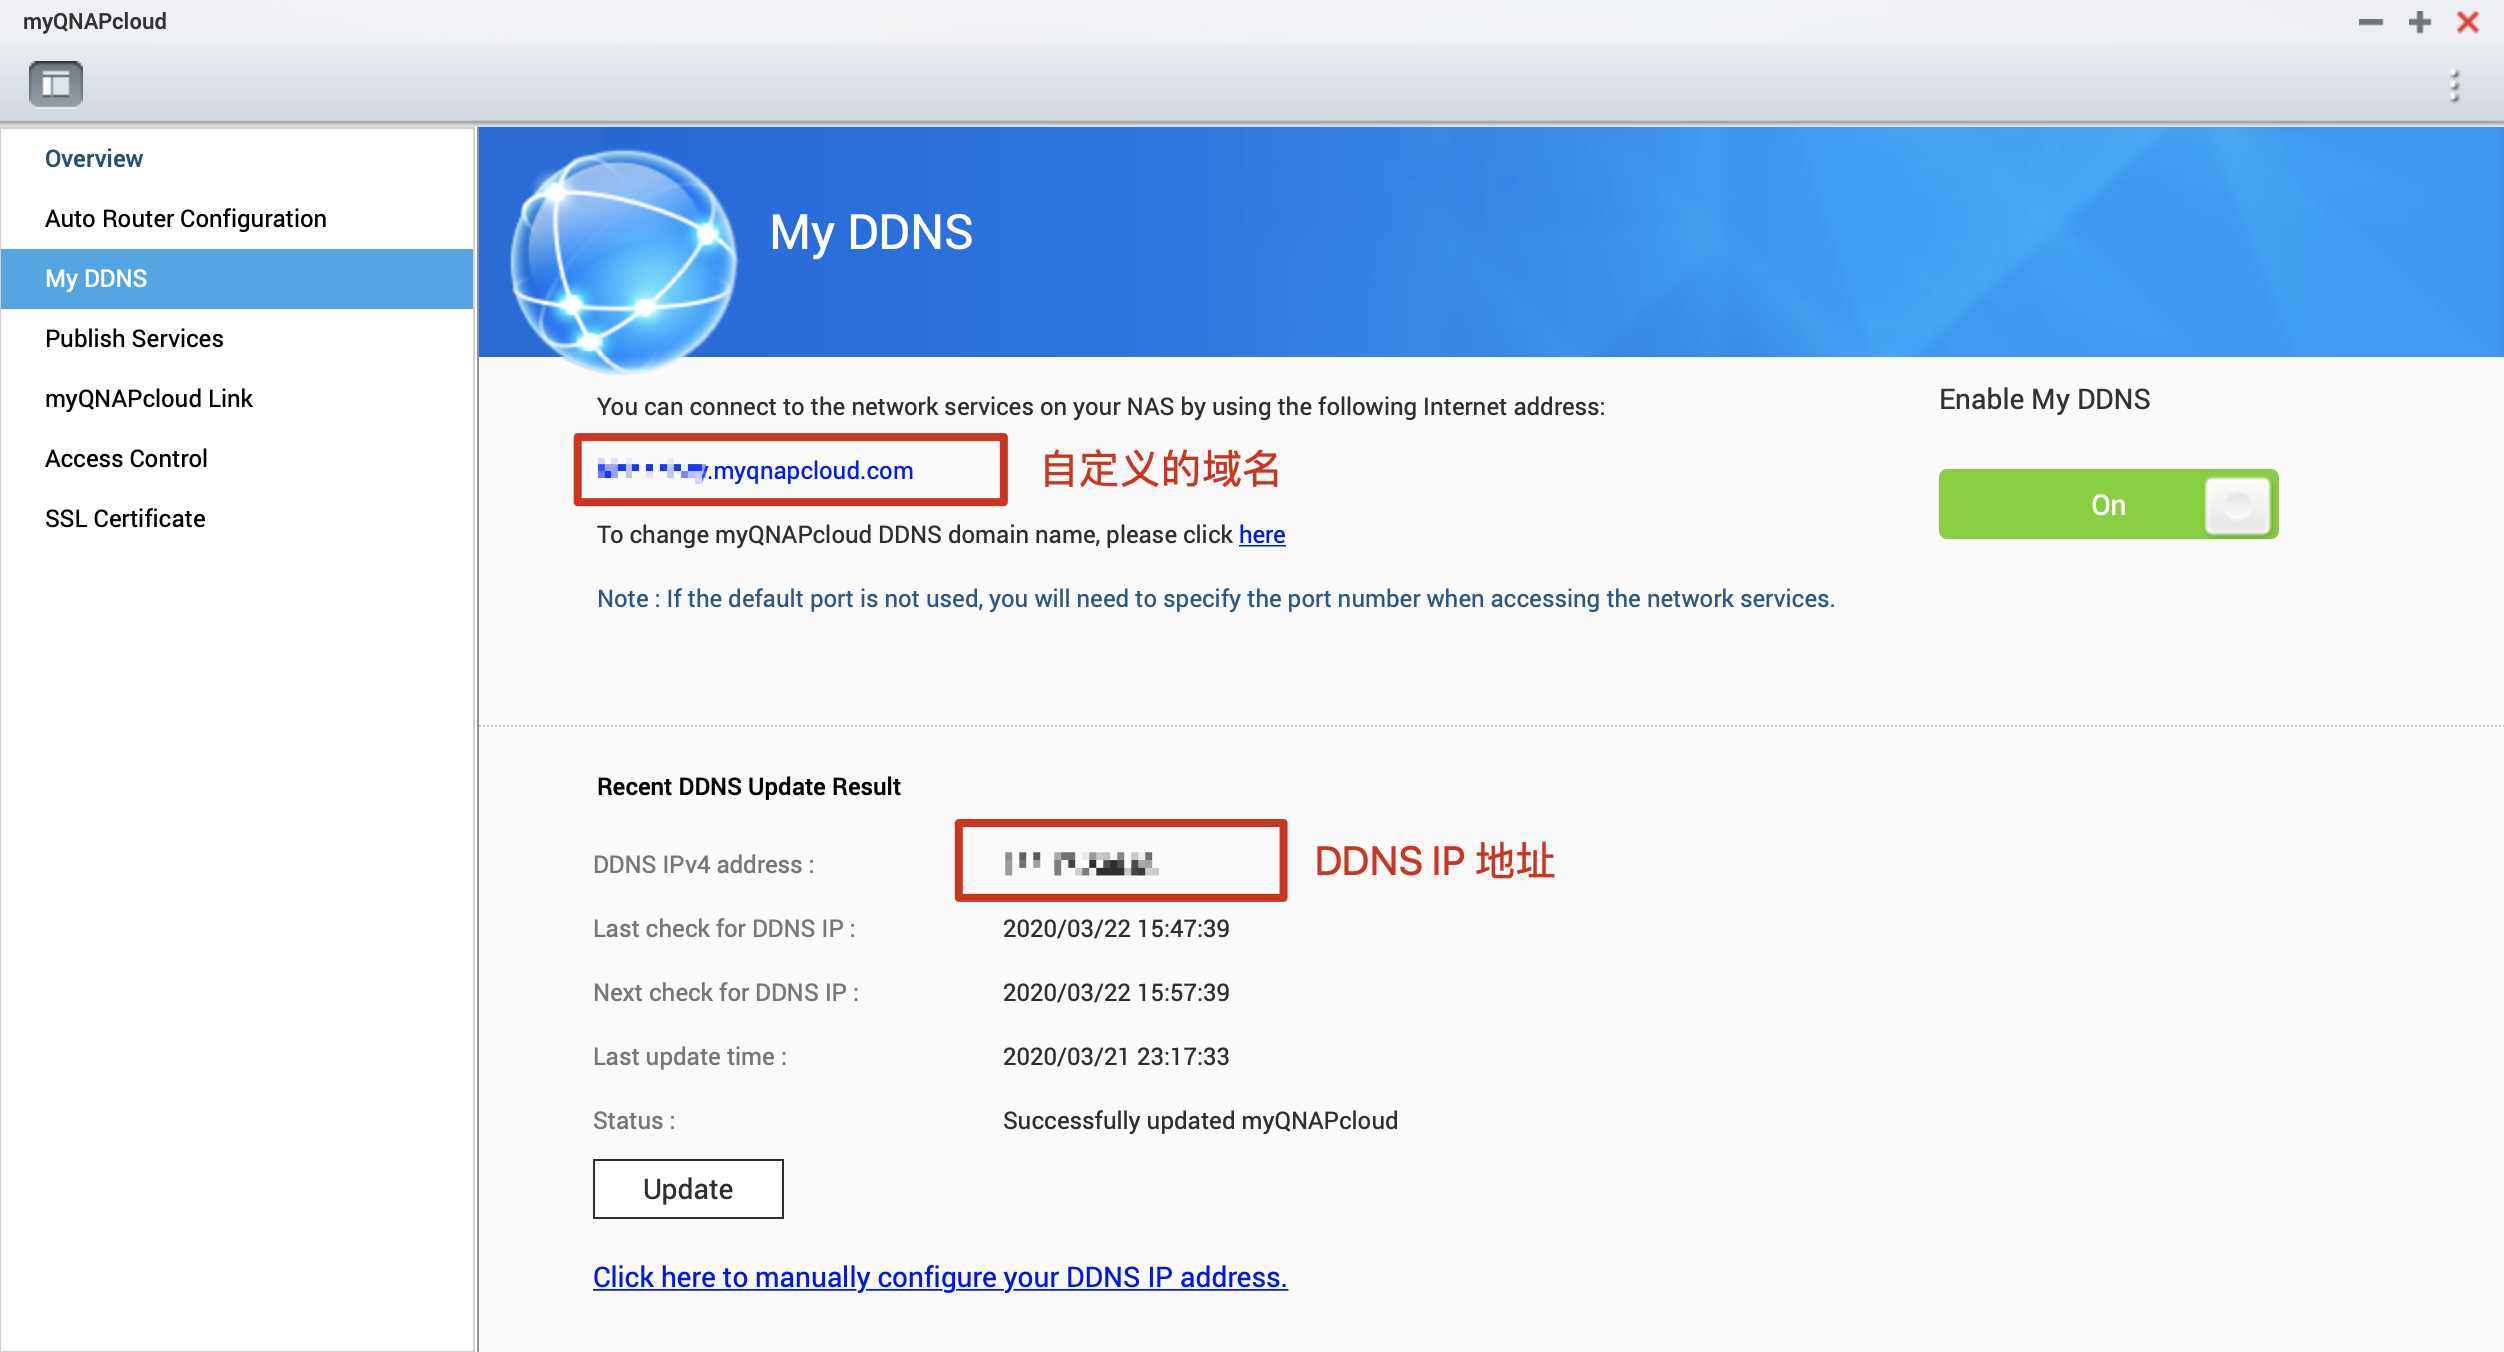 myQNAPcloud
Overview
Auto Router Configuration
My DDNS
Publish Services
myQNAPcloud Link
Access Control
SSL Certificate
My DDNS
You can connect to the network services on your NAS by using the following Internet address:
.myqnapcloud.com
自定义的域名
To change myQNAPcloud DDNS domain name, please click here
Note : If the default port is not used, you will need to specify the port number when accessing the network services.
Enable My DDNS
On
Recent DDNS Update Result
DDNS IPv4 address :
DDNS IP 地址
Last check for DDNS IP : 2020/03/22 15:47:39
Next check for DDNS IP : 2020/03/22 15:57:39
Last update time : 2020/03/21 23:17:33
Status : Successfully updated myQNAPcloud
Update
Click here to manually configure your DDNS IP address.